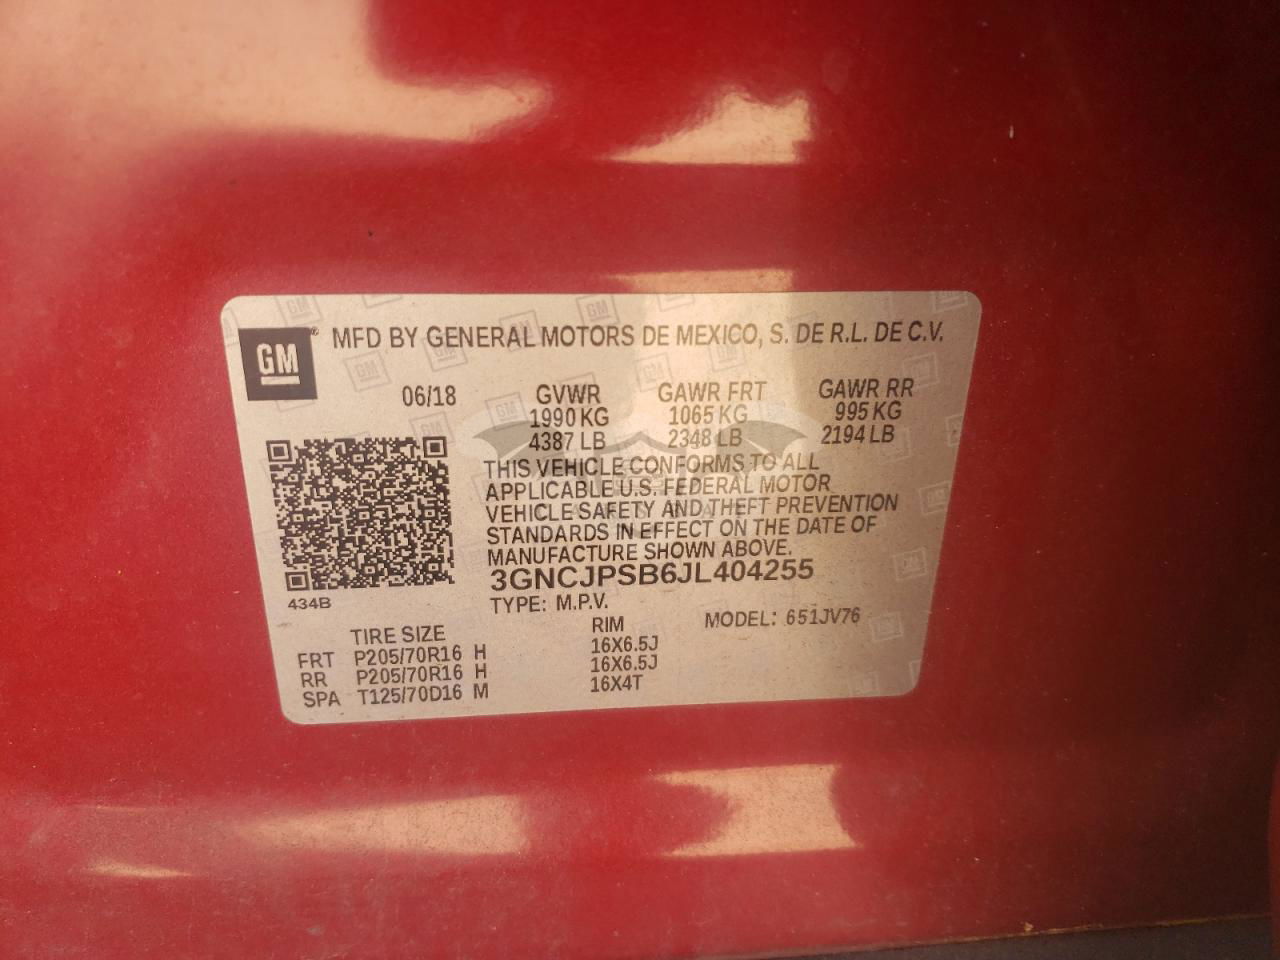 GM
MFD BY GENERAL MOTORS DE MEXICO, S. DE R.L. DE C.V.
06/18 GVWR GAWR FRT GAWR RR
1990 KG 1065 KG 995 KG
4387 LB 2348 LB 2194 LB
THIS VEHICLE CONFORMS TO ALL
APPLICABLE U.S. FEDERAL MOTOR
VEHICLE SAFETY AND THEFT PREVENTION
STANDARDS IN EFFECT ON THE DATE OF
MANUFACTURE SHOWN ABOVE.
3GNCJPSB6JL404255
434B
TYPE: M.P.V. MODEL: 651JV76
TIRE SIZE RIM
FRT P205/70R16 H 16X6.5J
RR P205/70R16 H 16X6.5J
SPA T125/70D16 M 16X4T